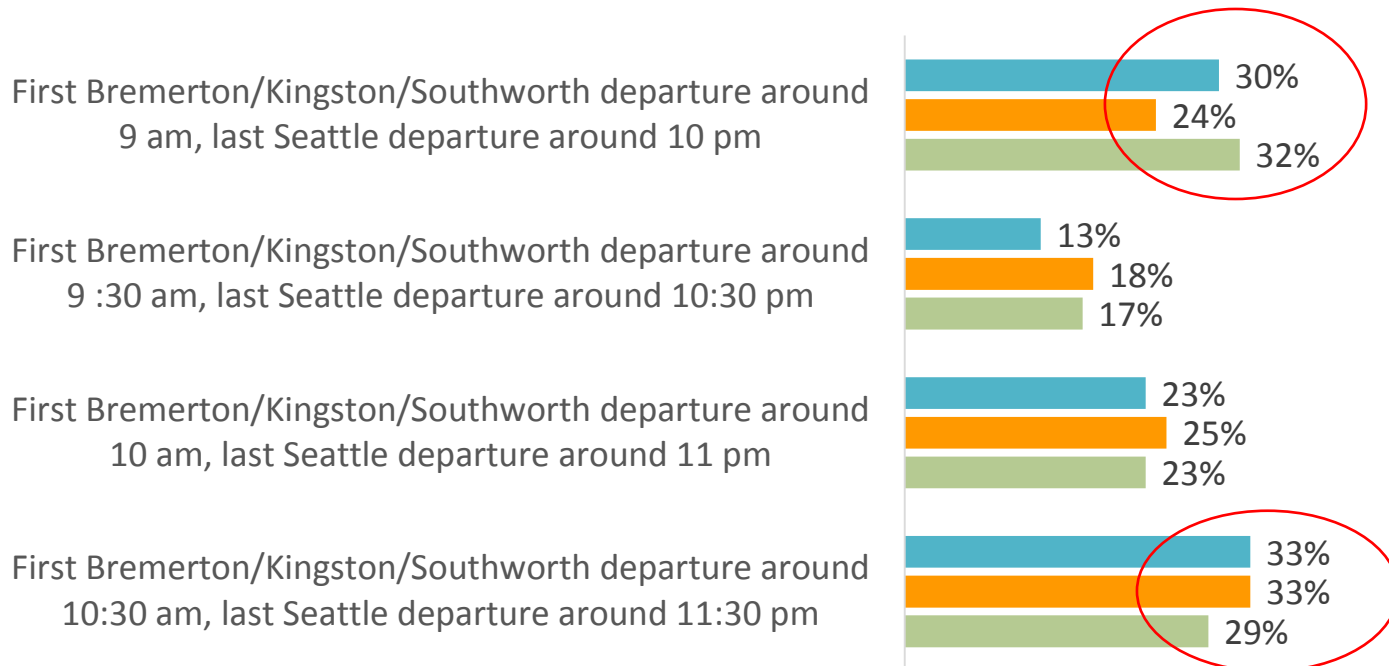 First Bremerton/Kingston/Southworth departure around
9 am, last Seattle departure around 10 pm
30%
24%
32%
First Bremerton/Kingston/Southworth departure around
9 :30 am, last Seattle departure around 10:30 pm
13%
18%
17%
First Bremerton/Kingston/Southworth departure around
10 am, last Seattle departure around 11 pm
23%
25%
23%
First Bremerton/Kingston/Southworth departure around
10:30 am, last Seattle departure around 11:30 pm
33%
33%
29%